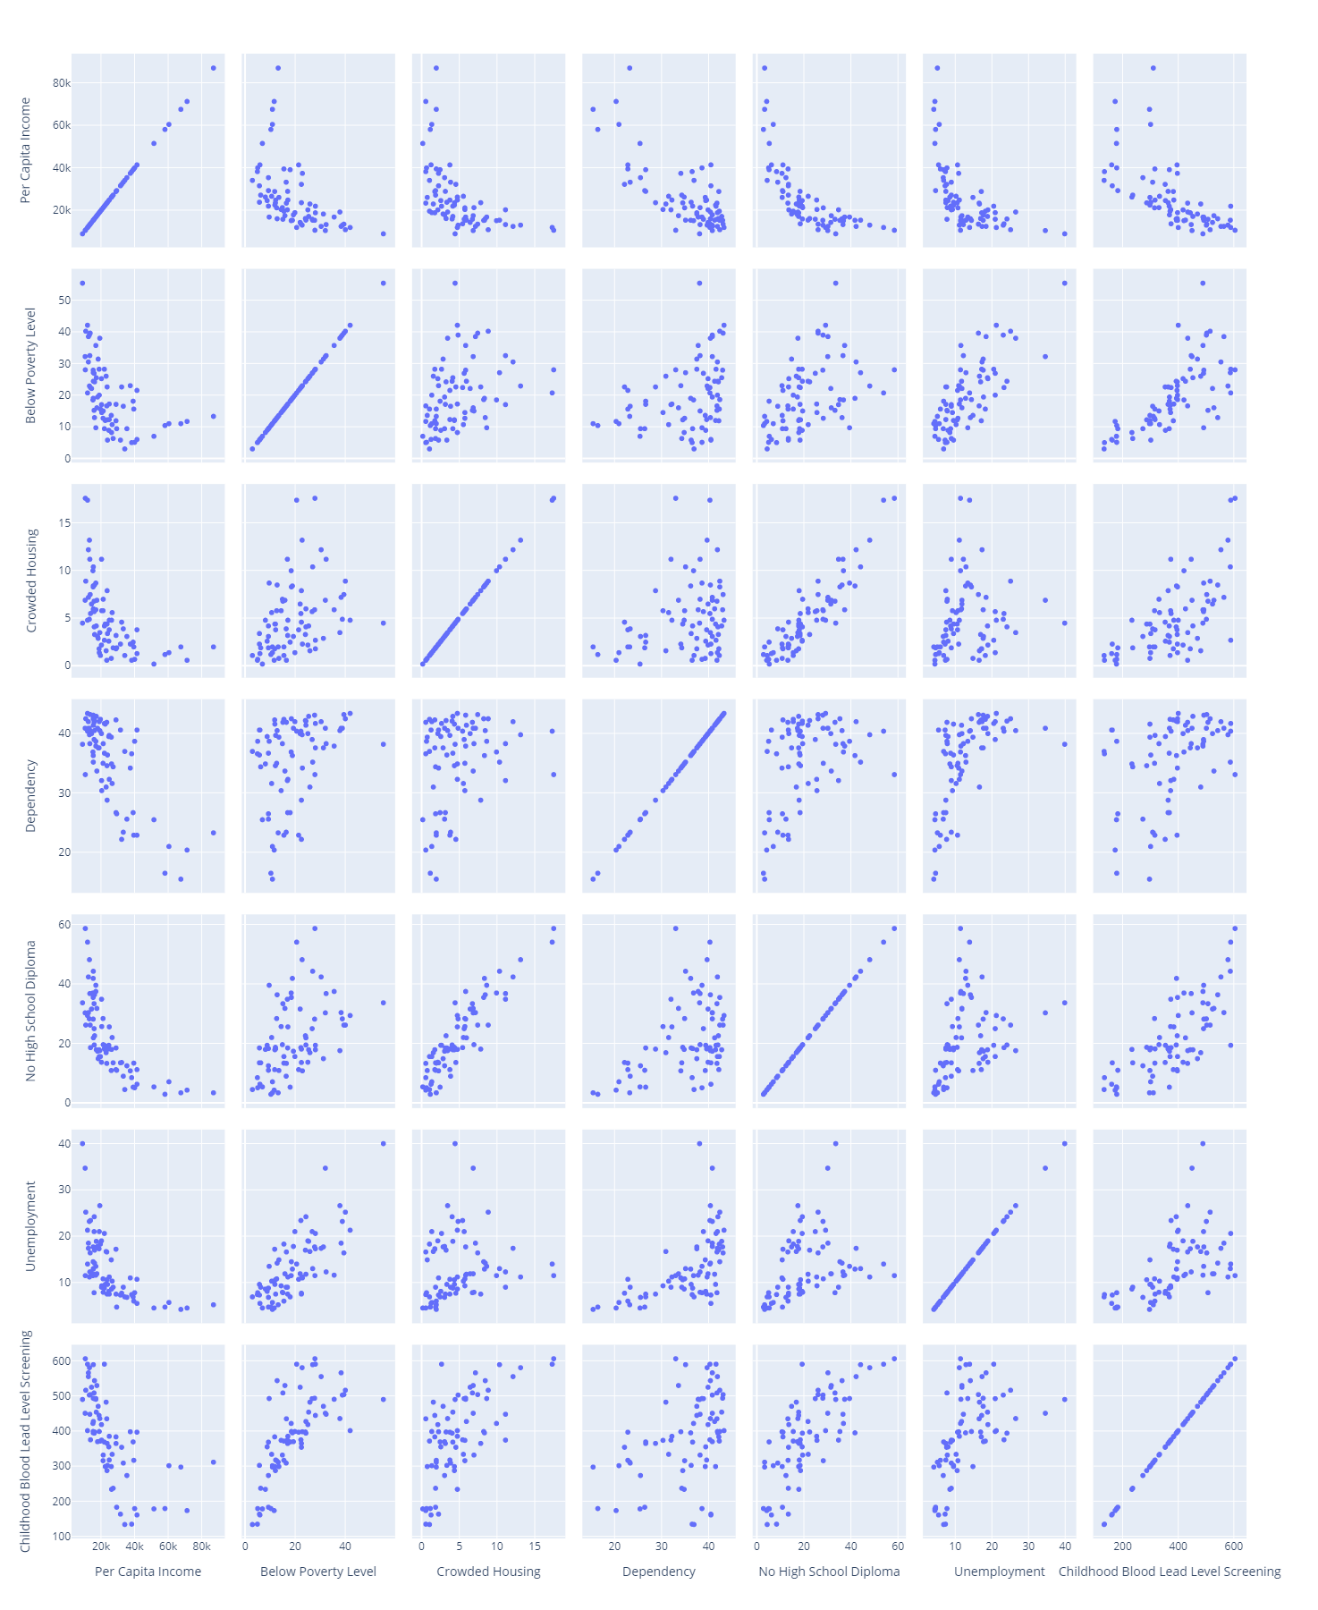 80k
60k
40k
20k
Per Capita Income
50
40
30
20
10
0
Below Poverty Level
15
10
5
0
Crowded Housing
40
30
20
Dependency
60
40
20
0
No High School Diploma
40
30
20
10
Unemployment
600
500
400
300
200
100
Childhood Blood Lead Level Screening
20k 40k 60k 80k
0 20 40
0 5 10 15
20 30 40
0 20 40 60
10 20 30 40
200 400 600
Per Capita Income
Below Poverty Level
Crowded Housing
Dependency
No High School Diploma
Unemployment
Childhood Blood Lead Level Screening